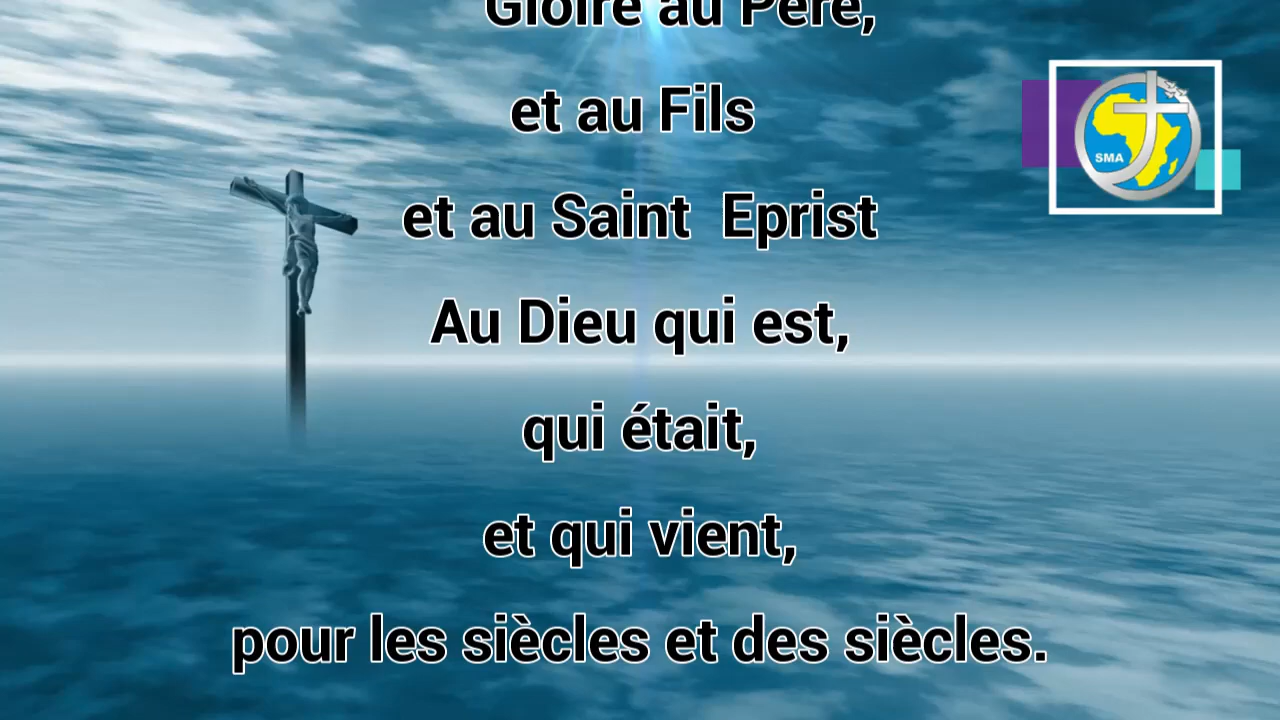 Gloire au Père,
et au Fils
et au Saint Eprist
Au Dieu qui est,
qui était,
et qui vient,
pour les siècles et des siècles.
SMA